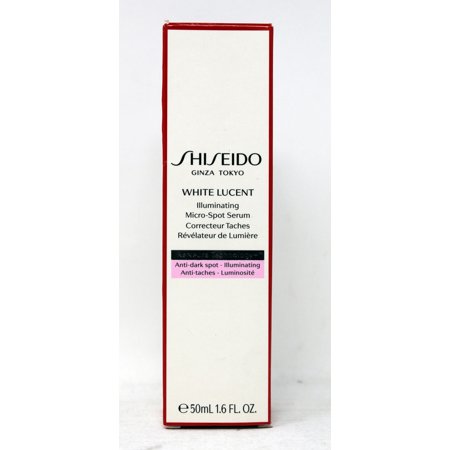 SHISEIDO
GINZA TOKYO
WHITE LUCENT
Illuminating
Micro-Spot Serum
Correcteur Taches
Révélateur de Lumière
Anti-dark spot - Illuminating
Anti-taches - Luminosité
℮ 50mL 1.6 FL. OZ.